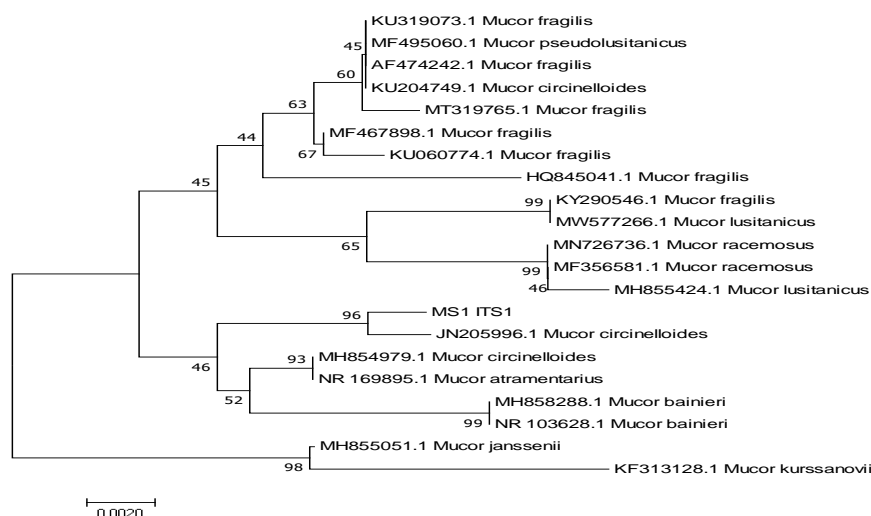 KU319073.1 Mucor fragilis
45
MF495060.1 Mucor pseudolusitanicus
AF474242.1 Mucor fragilis
60
KU204749.1 Mucor circinelloides
63
MT319765.1 Mucor fragilis
MF467898.1 Mucor fragilis
44
67
KU060774.1 Mucor fragilis
HQ845041.1 Mucor fragilis
45
99
KY290546.1 Mucor fragilis
MW577266.1 Mucor lusitanicus
65
MN726736.1 Mucor racemosus
99
MF356581.1 Mucor racemosus
46
MH855424.1 Mucor lusitanicus
96
MS1 ITS1
JN205996.1 Mucor circinelloides
46
93
MH854979.1 Mucor circinelloides
NR 169895.1 Mucor atramentarius
52
MH858288.1 Mucor bainieri
99
NR 103628.1 Mucor bainieri
MH855051.1 Mucor janssenii
98
KF313128.1 Mucor kurssanovii
0.0020